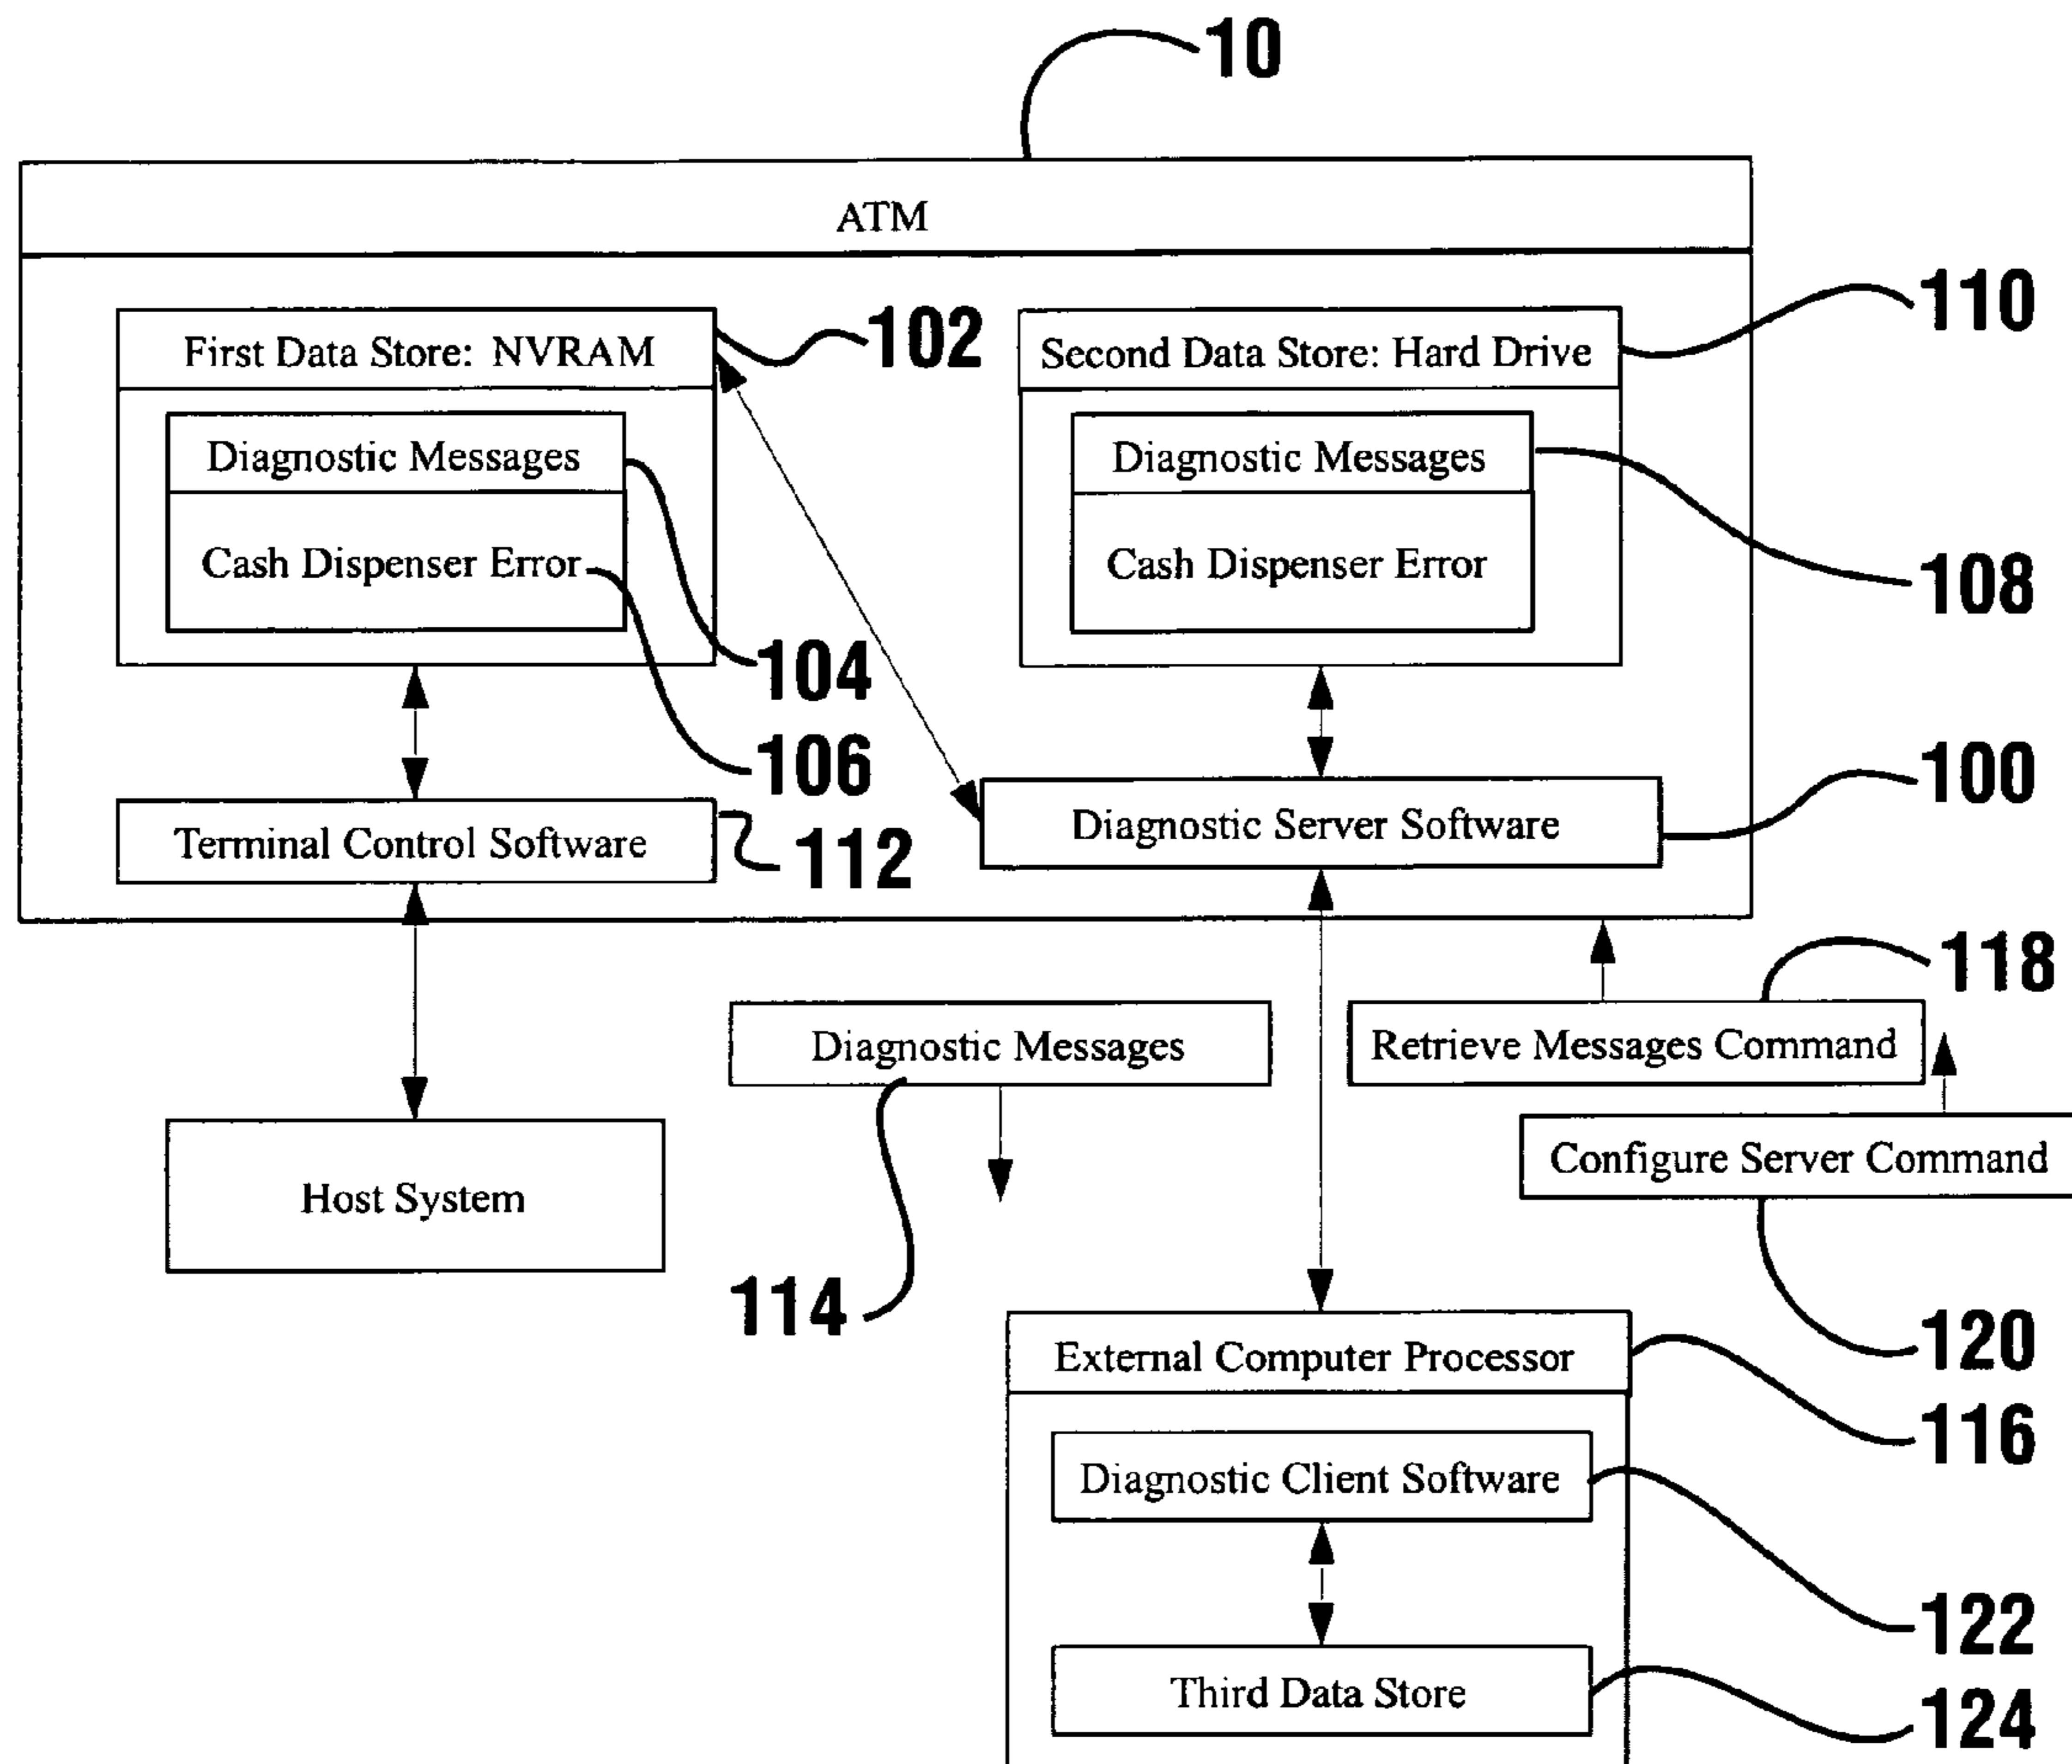 10
ATM
First Data Store: NVRAM
102
Second Data Store: Hard Drive
110
Diagnostic Messages
Cash Dispenser Error
104
106
Diagnostic Messages
Cash Dispenser Error
108
Terminal Control Software
112
Diagnostic Server Software
100
Diagnostic Messages
114
Retrieve Messages Command
118
Configure Server Command
120
Host System
External Computer Processor
116
Diagnostic Client Software
122
Third Data Store
124